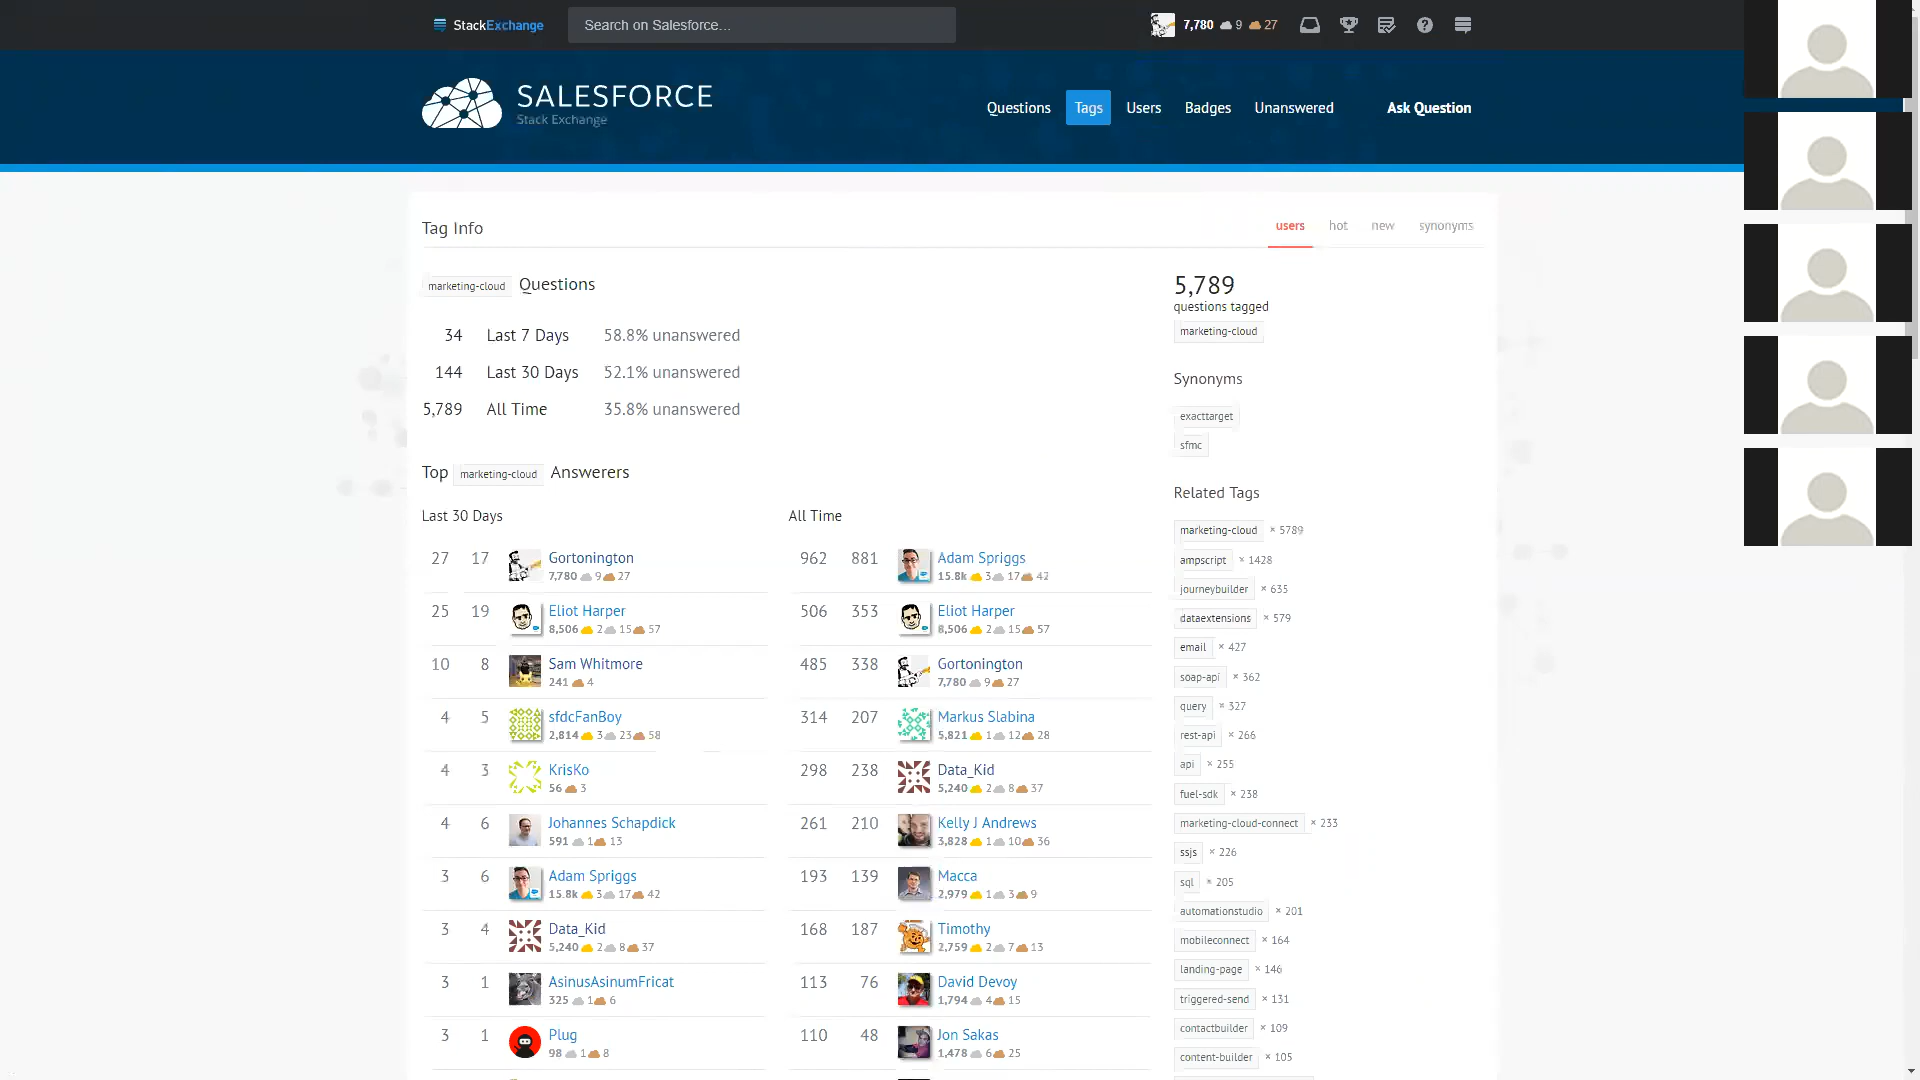 StackExchange
Search on Salesforce...
7,780 9 27
SALESFORCE
Stack Exchange
Questions Tags Users Badges Unanswered Ask Question
Tag Info
users hot new synonyms
marketing-cloud Questions
34 Last 7 Days 58.8% unanswered
144 Last 30 Days 52.1% unanswered
5,789 All Time 35.8% unanswered
Top marketing-cloud Answerers
Last 30 Days
27 17 Gortonington
7,780 9 27
25 19 Eliot Harper
8,506 2 15 57
10 8 Sam Whitmore
241 4
4 5 sfdcFanBoy
2,814 3 23 58
4 3 KrisKo
56 3
4 6 Johannes Schapdick
591 1 13
3 6 Adam Spriggs
15.8k 3 17 42
3 4 Data_Kid
5,240 2 8 37
3 1 AsinusAsinumFricat
325 1 6
3 1 Plug
98 1 8
All Time
962 881 Adam Spriggs
15.8k 3 17 42
506 353 Eliot Harper
8,506 2 15 57
485 338 Gortonington
7,780 9 27
314 207 Markus Slabina
5,821 1 12 28
298 238 Data_Kid
5,240 2 8 37
261 210 Kelly J Andrews
3,828 1 10 36
193 139 Macca
2,979 1 3 9
168 187 Timothy
2,759 2 7 13
113 76 David Devoy
1,794 4 15
110 48 Jon Sakas
1,478 6 25
5,789
questions tagged
marketing-cloud
Synonyms
exacttarget
sfmc
Related Tags
marketing-cloud × 5789
ampscript × 1428
journeybuilder × 635
dataextensions × 579
email × 427
soap-api × 362
query × 327
rest-api × 266
api × 255
fuel-sdk × 238
marketing-cloud-connect × 233
ssjs × 226
sql × 205
automationstudio × 201
mobileconnect × 164
landing-page × 146
triggered-send × 131
contactbuilder × 109
content-builder × 105